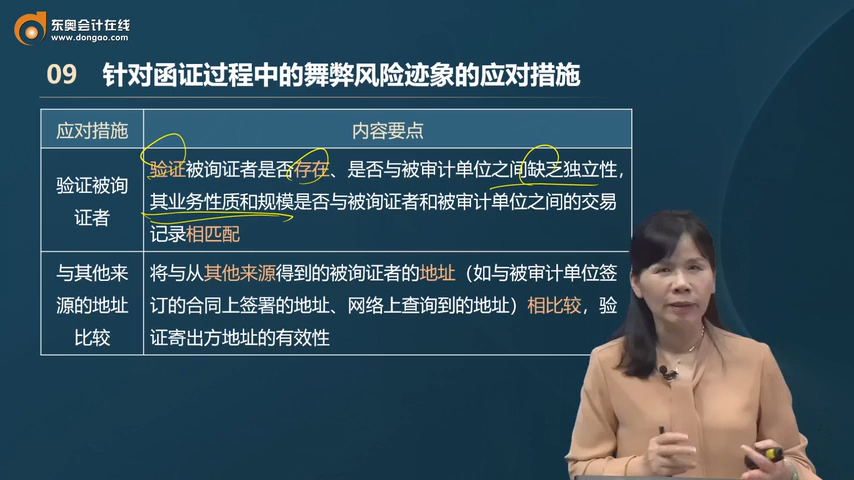 东奥会计在线
www.dongao.com
09 针对函证过程中的舞弊风险迹象的应对措施
应对措施
内容要点
验证被询
证者
验证被询证者是否存在、是否与被审计单位之间缺乏独立性，
其业务性质和规模是否与被询证者和被审计单位之间的交易
记录相匹配
与其他来
源的地址
比较
将与从其他来源得到的被询证者的地址（如与被审计单位签
订的合同上签署的地址、网络上查询到的地址）相比较，验
证寄出方地址的有效性